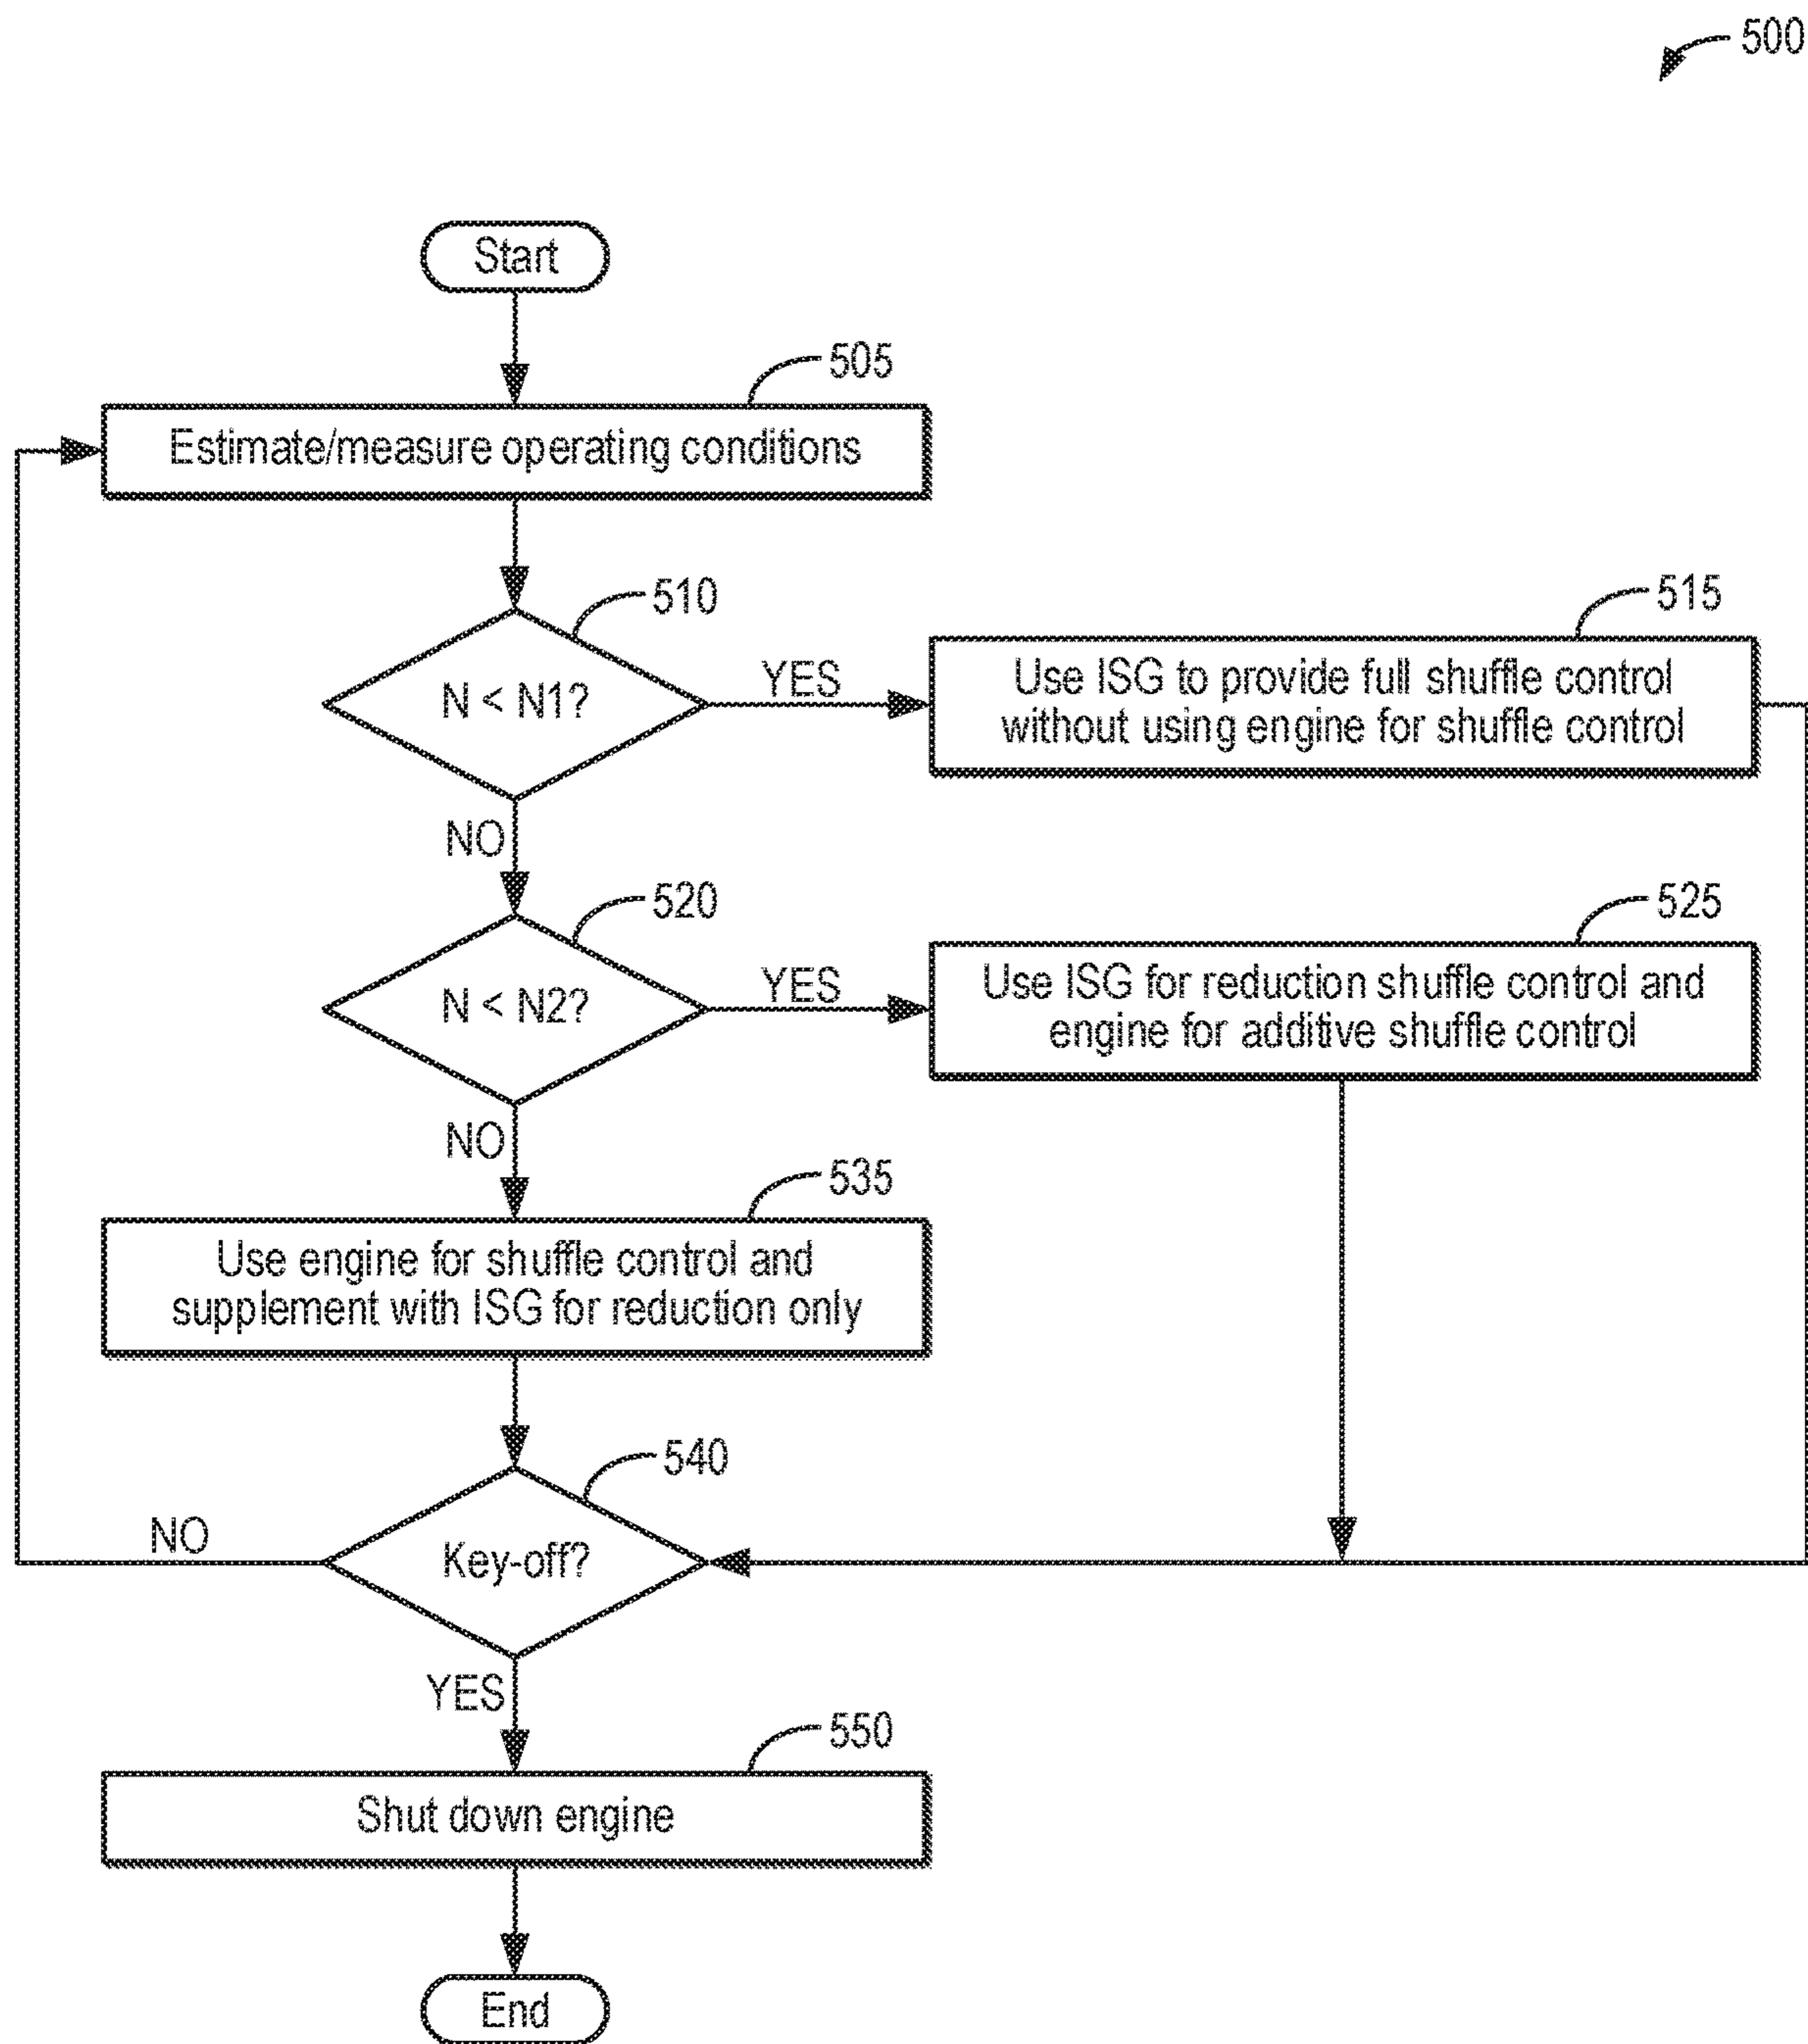 500
Start
505
Estimate/measure operating conditions
510
N < N1?
YES
515
Use ISG to provide full shuffle control
without using engine for shuffle control
NO
520
N < N2?
YES
525
Use ISG for reduction shuffle control and
engine for additive shuffle control
NO
535
Use engine for shuffle control and
supplement with ISG for reduction only
540
NO
Key-off?
YES
550
Shut down engine
End